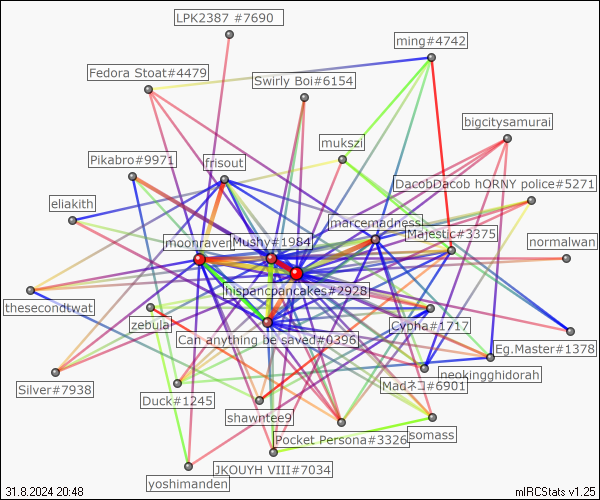 LPK2387 #7690
ming#4742
Fedora Stoat#4479
Swirly Boi#6154
bigcitysamurai
mukszi
Pikabro#9971
frisout
DacobDacob hORNY police#5271
eliakith
marcemadness
Majestic#3375
moonraven
Mushy#1984
normalwan
hispancpancakes#2928
thesecondtwat
zebula
Cypha#1717
Can anything be saved#0396
Eg.Master#1378
neokingghidorah
Silver#7938
Madネコ#6901
Duck#1245
shawntee9
somass
Pocket Persona#3326
JKOUYH VIII#7034
yoshimanden
31.8.2024 20:48
mIRCStats v1.25